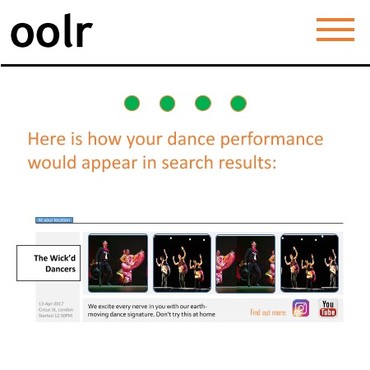 oolr
Here is how your dance performance
would appear in search results:
At your location
The Wick'd
Dancers
13 Apr 2017
Circus St, London
Started 12:30PM
We excite every nerve in you with our earth-
moving dance signature. Don't try this at home
Find out more:
You
Tube